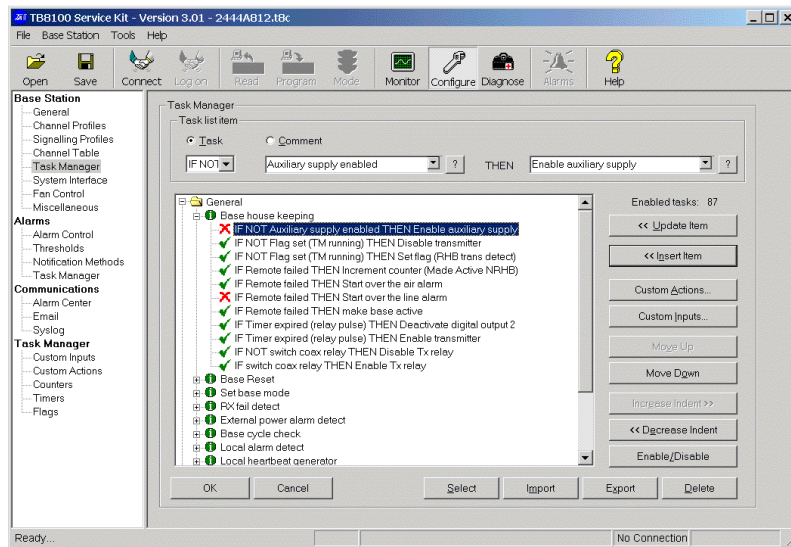 TB8100 Service Kit - Version 3.01 - 2444A812.t8c
File Base Station Tools Help
Open Save Connect Log on Read Program Mode Monitor Configure Diagnose Alarms Help
Base Station
General
Channel Profiles
Signalling Profiles
Channel Table
Task Manager
System Interface
Fan Control
Miscellaneous
Alarms
Alarm Control
Thresholds
Notification Methods
Task Manager
Communications
Alarm Center
Email
Syslog
Task Manager
Custom Inputs
Custom Actions
Counters
Timers
Flags
Task Manager
Task list item
Task Comment
IF NOT Auxiliary supply enabled ? THEN Enable auxiliary supply ?
General
Base house keeping
IF NOT Auxiliary supply enabled THEN Enable auxiliary supply
IF NOT Flag set (TM running) THEN Disable transmitter
IF NOT Flag set (TM running) THEN Set flag (RHB trans detect)
IF Remote failed THEN Increment counter (Made Active NRHB)
IF Remote failed THEN Start over the air alarm
IF Remote failed THEN Start over the line alarm
IF Remote failed THEN make base active
IF Timer expired (relay pulse) THEN Deactivate digital output 2
IF Timer expired (relay pulse) THEN Enable transmitter
IF NOT switch coax relay THEN Disable Tx relay
IF switch coax relay THEN Enable Tx relay
Base Reset
Set base mode
RX fail detect
External power alarm detect
Base cycle check
Local alarm detect
Local heartbeat generator
Enabled tasks: 87
<< Update Item
<< Insert Item
Custom Actions...
Custom Inputs...
Move Up
Move Down
Increase Indent >>
<< Decrease Indent
Enable/Disable
OK Cancel Select Import Export Delete
Ready... No Connection